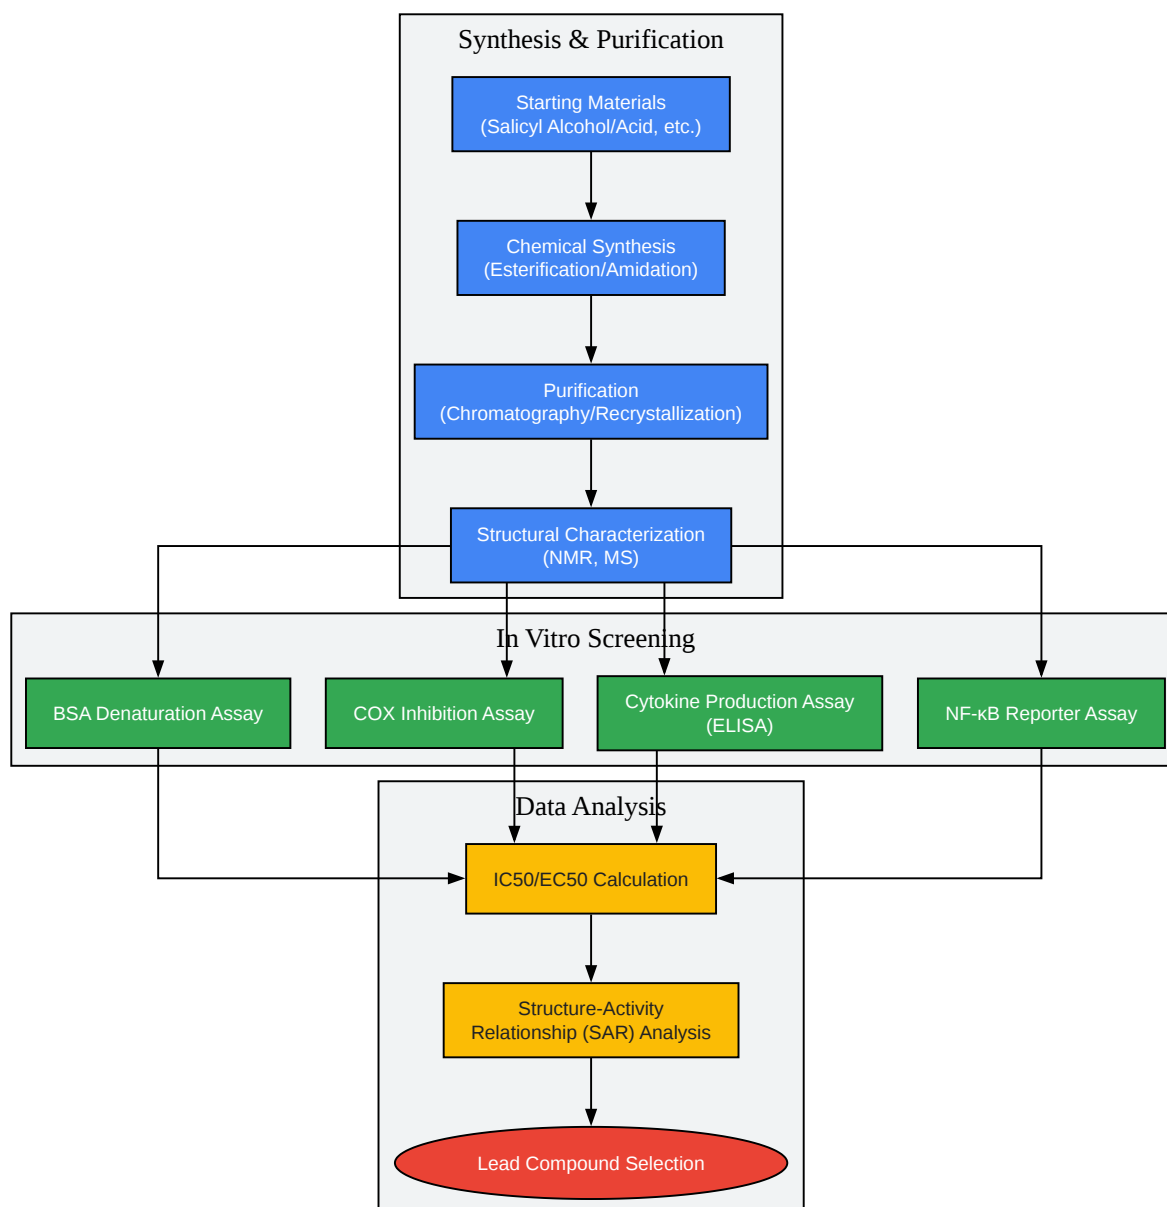 Synthesis & Purification
Starting Materials
(Salicyl Alcohol/Acid, etc.)
Chemical Synthesis
(Esterification/Amidation)
Purification
(Chromatography/Recrystallization)
Structural Characterization
(NMR, MS)
In Vitro Screening
BSA Denaturation Assay
COX Inhibition Assay
Cytokine Production Assay
(ELISA)
NF-κB Reporter Assay
Data Analysis
IC50/EC50 Calculation
Structure-Activity
Relationship (SAR) Analysis
Lead Compound Selection